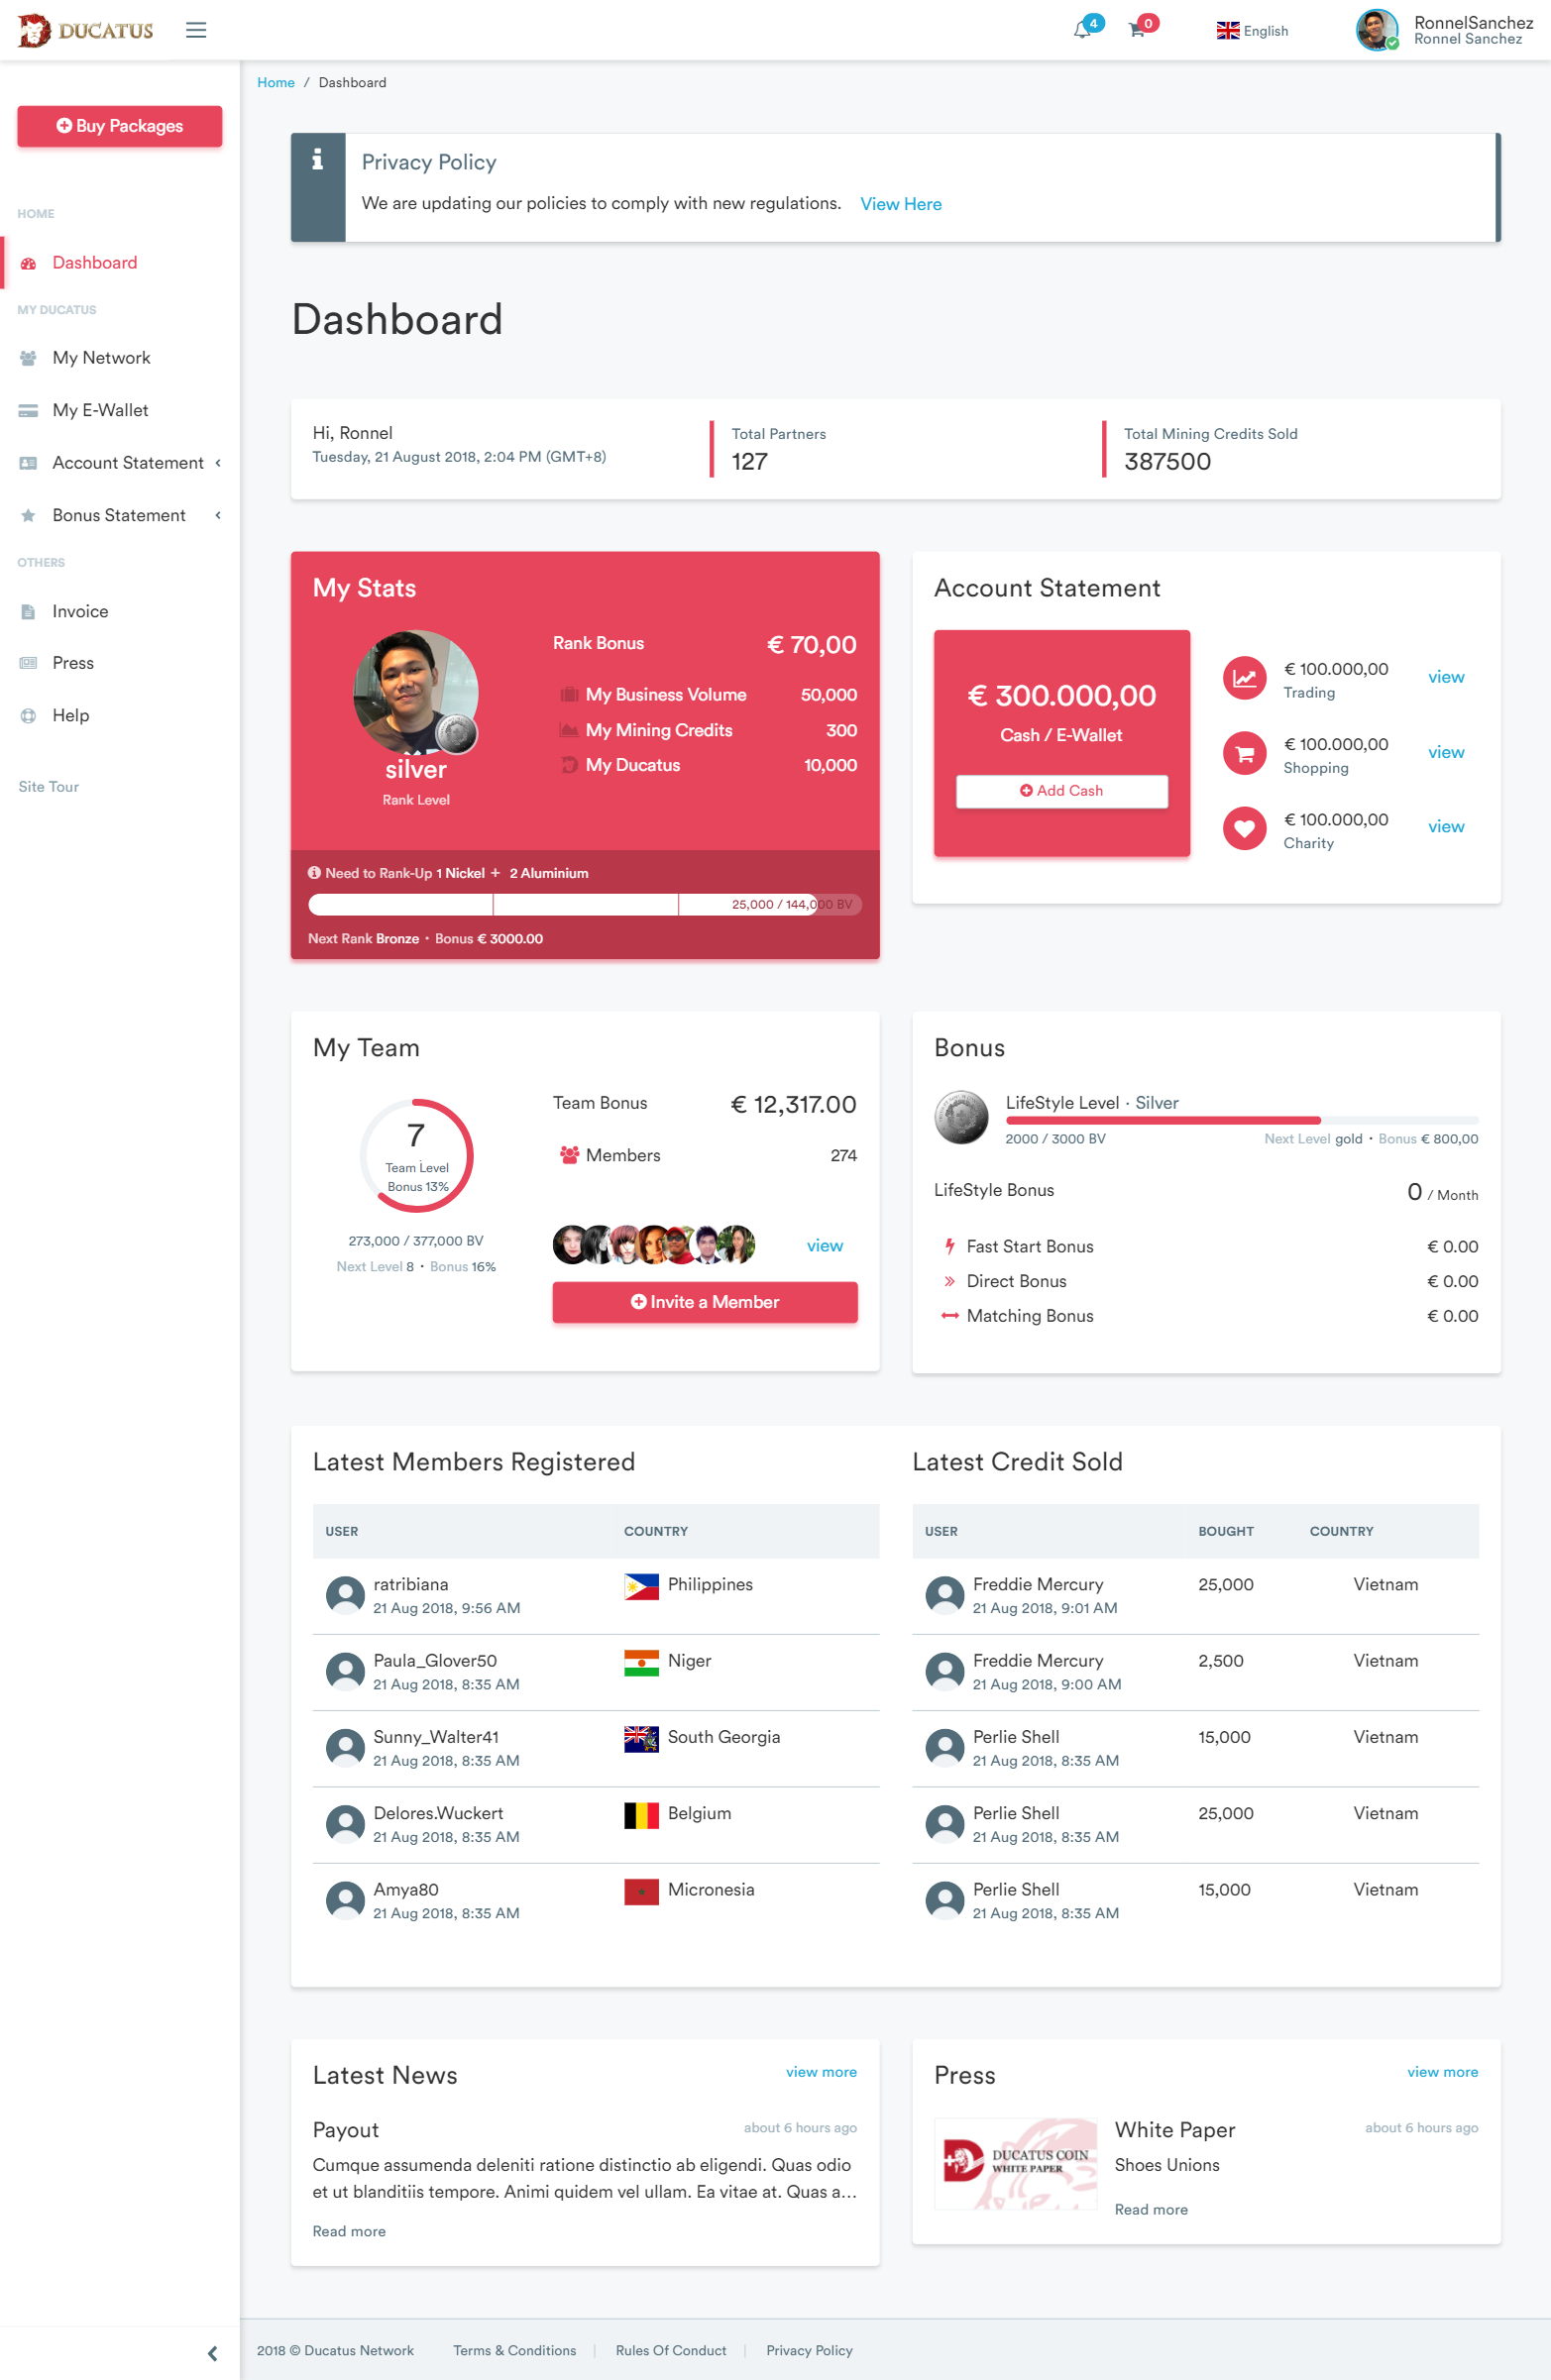 DUCATUS
4
0
English
RonnelSanchez
Ronnel Sanchez
Buy Packages
HOME
Dashboard
MY DUCATUS
My Network
My E-Wallet
Account Statement
Bonus Statement
OTHERS
Invoice
Press
Help
Site Tour
Home / Dashboard
Privacy Policy
We are updating our policies to comply with new regulations. View Here
Dashboard
Hi, Ronnel
Tuesday, 21 August 2018, 2:04 PM (GMT+8)
Total Partners
127
Total Mining Credits Sold
387500
My Stats
silver
Rank Level
Rank Bonus € 70,00
My Business Volume 50,000
My Mining Credits 300
My Ducatus 10,000
Need to Rank-Up 1 Nickel + 2 Aluminium
25,000 / 144,000 BV
Next Rank Bronze · Bonus € 3000.00
Account Statement
€ 300.000,00
Cash / E-Wallet
Add Cash
€ 100.000,00
Trading
view
€ 100.000,00
Shopping
view
€ 100.000,00
Charity
view
My Team
7
Team Level
Bonus 13%
273,000 / 377,000 BV
Next Level 8 · Bonus 16%
Team Bonus € 12,317.00
Members 274
view
Invite a Member
Bonus
LifeStyle Level · Silver
2000 / 3000 BV Next Level gold · Bonus € 800,00
LifeStyle Bonus 0 / Month
Fast Start Bonus € 0.00
Direct Bonus € 0.00
Matching Bonus € 0.00
Latest Members Registered
USER COUNTRY
ratribiana Philippines
21 Aug 2018, 9:56 AM
Paula_Glover50 Niger
21 Aug 2018, 8:35 AM
Sunny_Walter41 South Georgia
21 Aug 2018, 8:35 AM
Delores.Wuckert Belgium
21 Aug 2018, 8:35 AM
Amya80 Micronesia
21 Aug 2018, 8:35 AM
Latest Credit Sold
USER BOUGHT COUNTRY
Freddie Mercury 25,000 Vietnam
21 Aug 2018, 9:01 AM
Freddie Mercury 2,500 Vietnam
21 Aug 2018, 9:00 AM
Perlie Shell 15,000 Vietnam
21 Aug 2018, 8:35 AM
Perlie Shell 25,000 Vietnam
21 Aug 2018, 8:35 AM
Perlie Shell 15,000 Vietnam
21 Aug 2018, 8:35 AM
Latest News view more
Payout about 6 hours ago
Cumque assumenda deleniti ratione distinctio ab eligendi. Quas odio
et ut blanditiis tempore. Animi quidem vel ullam. Ea vitae at. Quas a...
Read more
Press view more
DUCATUS COIN
WHITE PAPER
White Paper about 6 hours ago
Shoes Unions
Read more
2018 © Ducatus Network Terms & Conditions | Rules Of Conduct | Privacy Policy